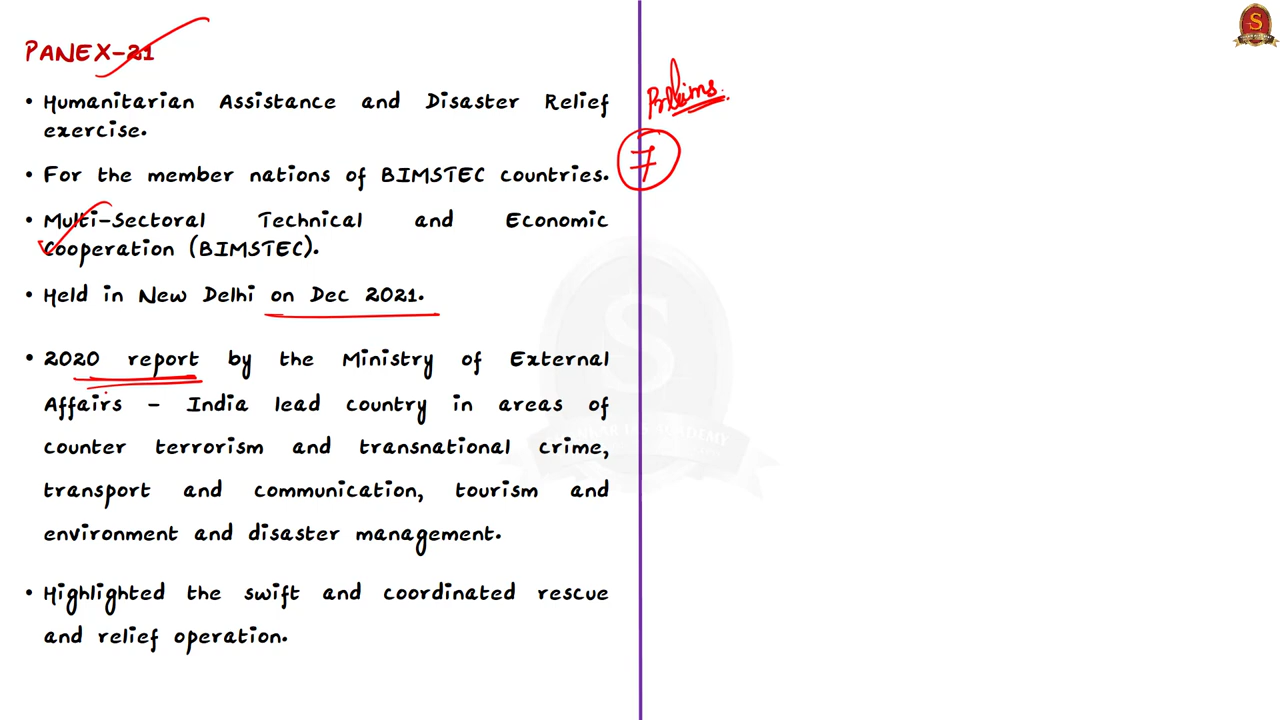 PANEX-21
• Humanitarian Assistance and Disaster Relief
exercise.
• For the member nations of BIMSTEC countries.
• Multi-Sectoral Technical and Economic
Cooperation (BIMSTEC).
• Held in New Delhi on Dec 2021.
• 2020 report by the Ministry of External
Affairs – India lead country in areas of
counter terrorism and transnational crime,
transport and communication, tourism and
environment and disaster management.
• Highlighted the swift and coordinated rescue
and relief operation.
Prelims.
7
S
S